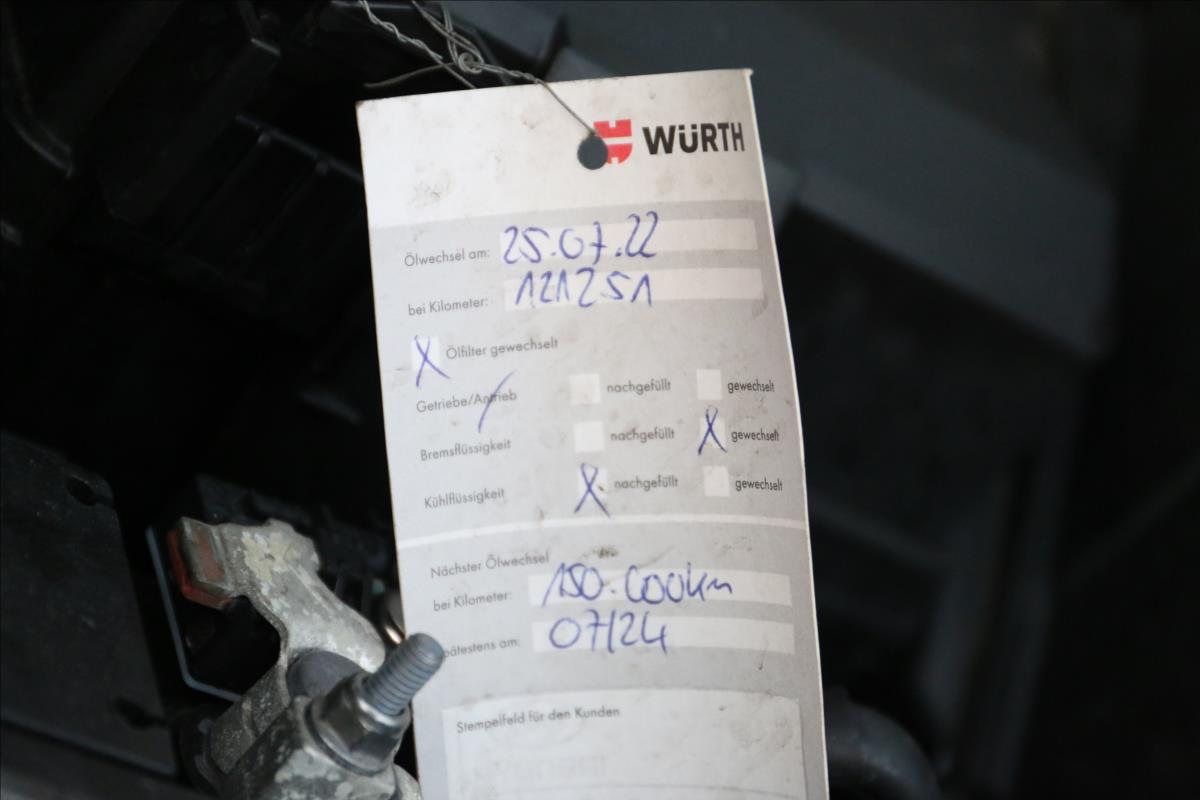 WÜRTH
Ölwechsel am: 25.07.22
bei Kilometer: 121251
X Ölfilter gewechselt
Getriebe/Antrieb nachgefüllt gewechselt
Bremsflüssigkeit nachgefüllt X gewechselt
Kühlflüssigkeit X nachgefüllt gewechselt
Nächster Ölwechsel
bei Kilometer: 150.000km
pätestens am: 07/24
Stempelfeld für den Kunden